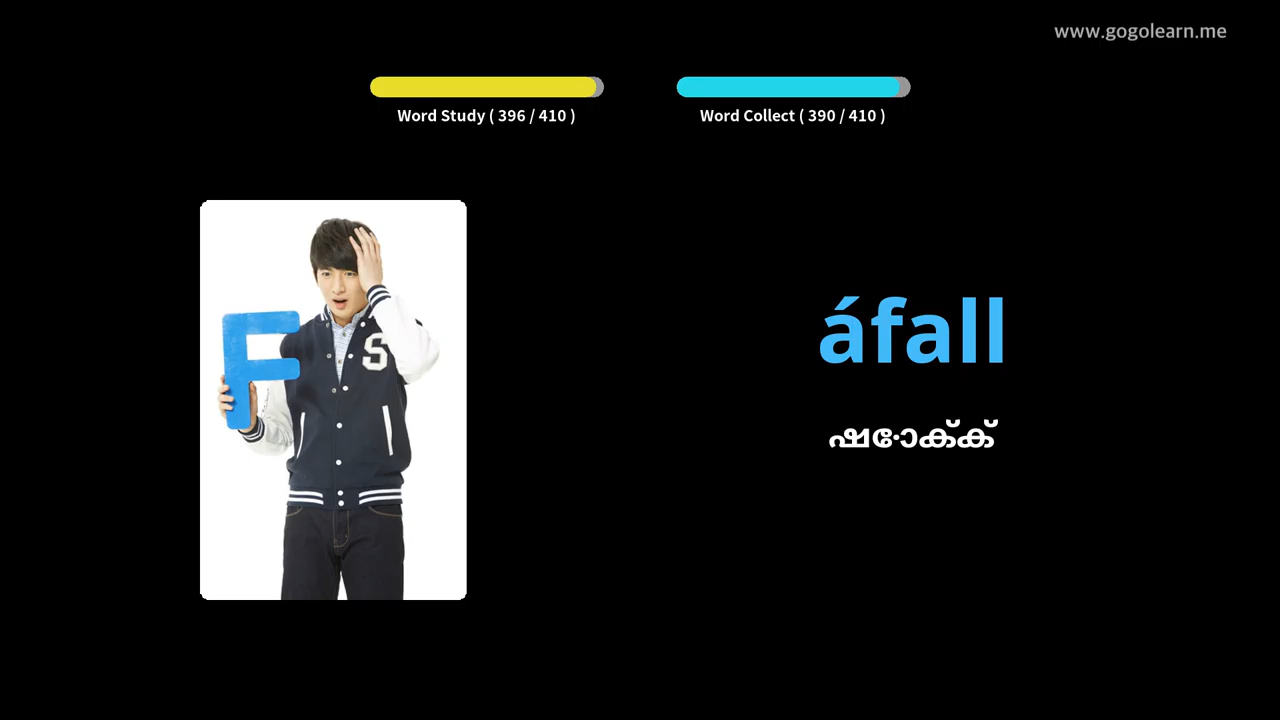 www.gogolearn.me
Word Study ( 396 / 410 )
Word Collect ( 390 / 410 )
F
S
áfall
ഷോക്ക്